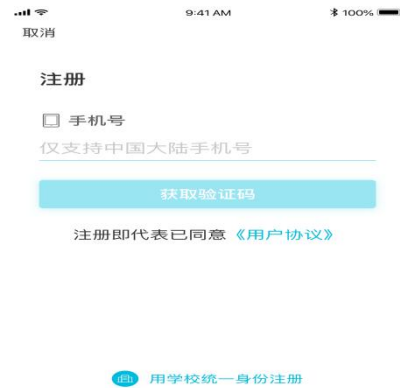 9:41 AM
100%
取消
注册
手机号
仅支持中国大陆手机号
获取验证码
注册即代表已同意《用户协议》
用学校统一身份注册